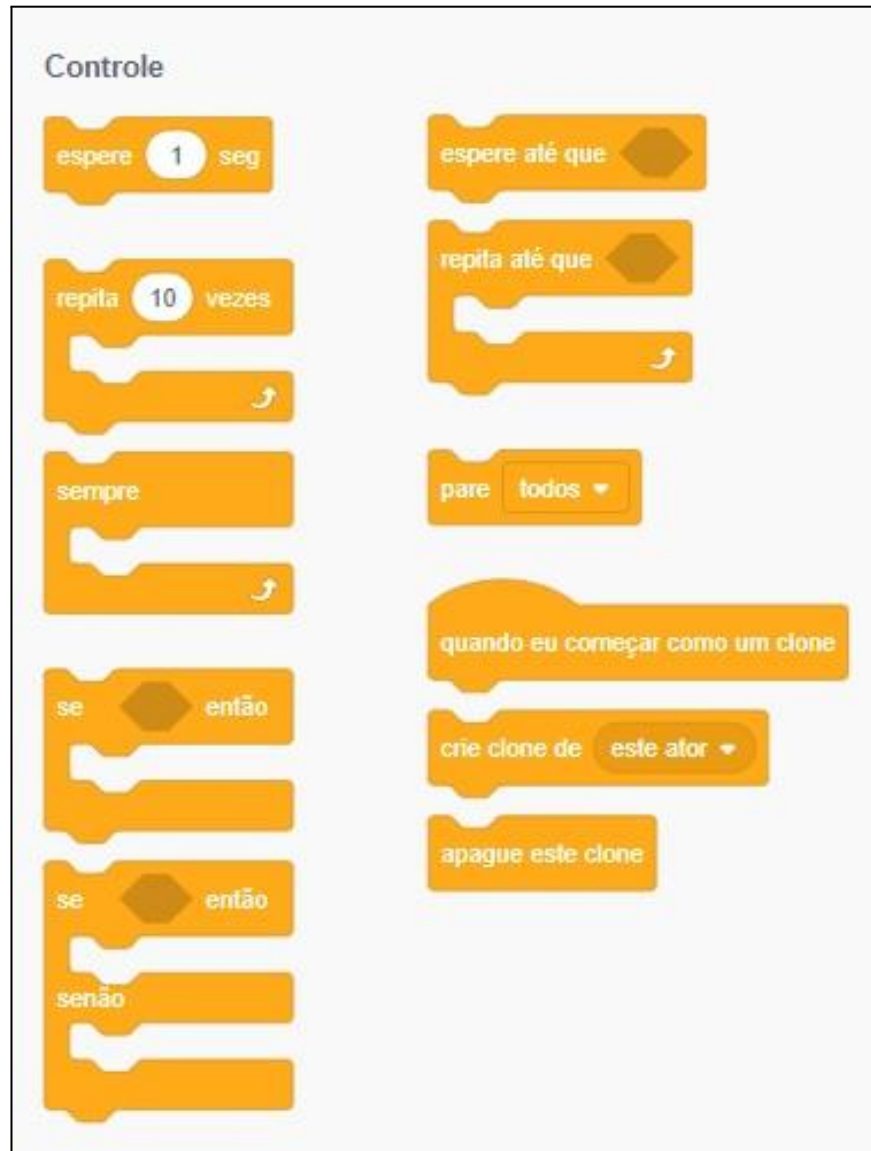 Controle
espere 1 seg
repita 10 vezes
sempre
se então
se então
senão
espere até que
repita até que
pare todos
quando eu começar como um clone
crie clone de este ator
apague este clone